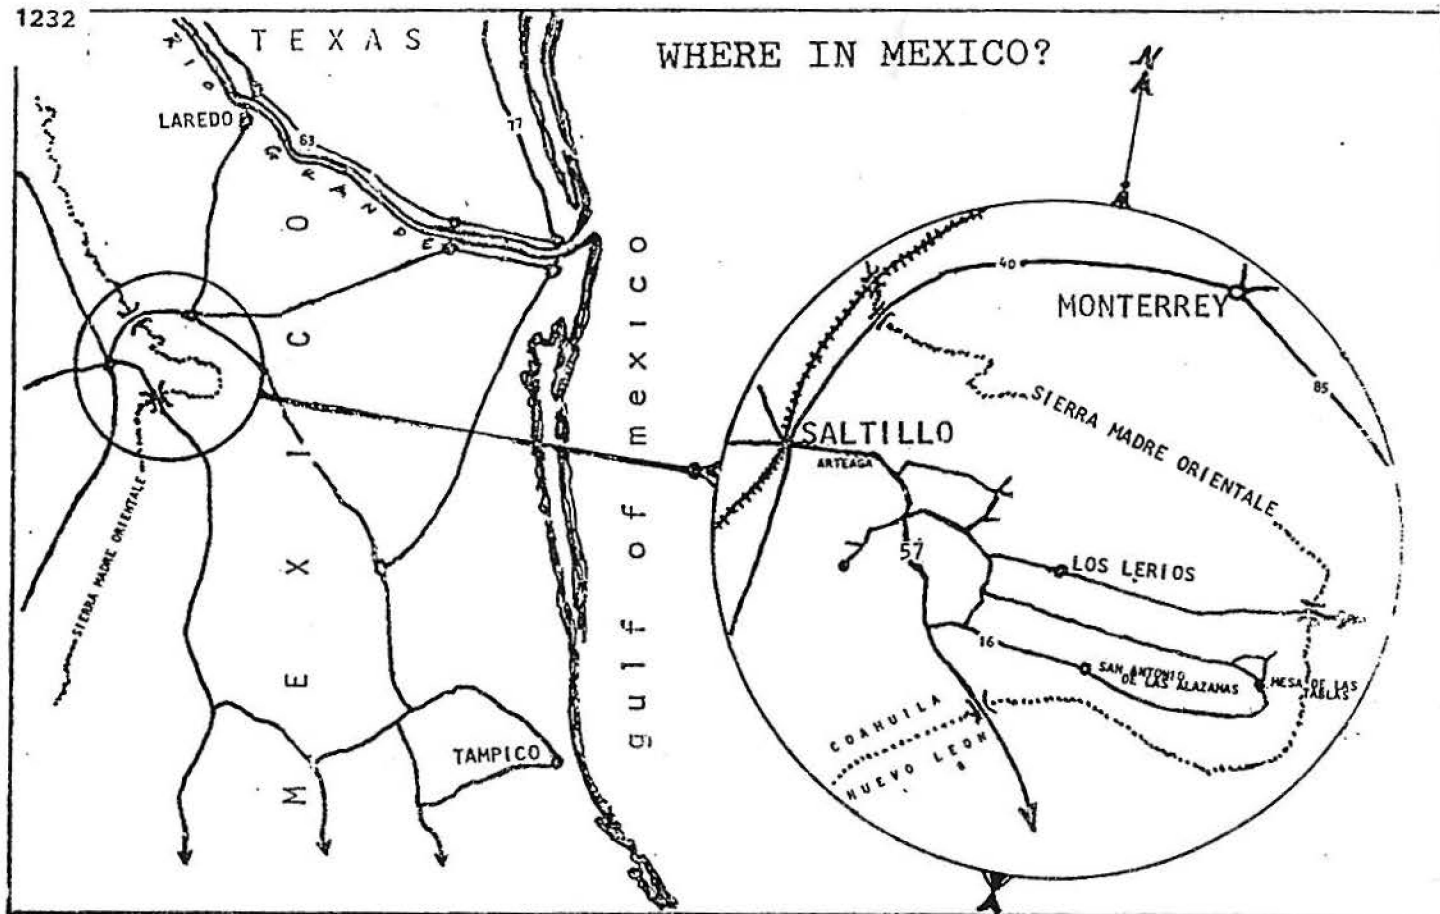 1232
TEXAS
WHERE IN MEXICO?
N
RIO GRANDE
LAREDO
63
77
MEXICO
gulf of mexico
SIERRA MADRE ORIENTALE
TAMPICO
40
MONTERREY
85
SIERRA MADRE ORIENTALE
SALTILLO
ARTEAGA
57
LOS LERIOS
16
SAN ANTONIO
DE LAS ALAZANAS
MESA DE LAS
TABLAS
COAHUILA
NUEVO LEON